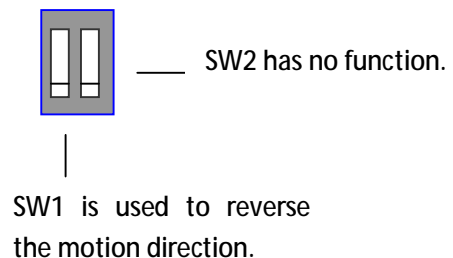 SW2 has no function.
SW1 is used to reverse
the motion direction.